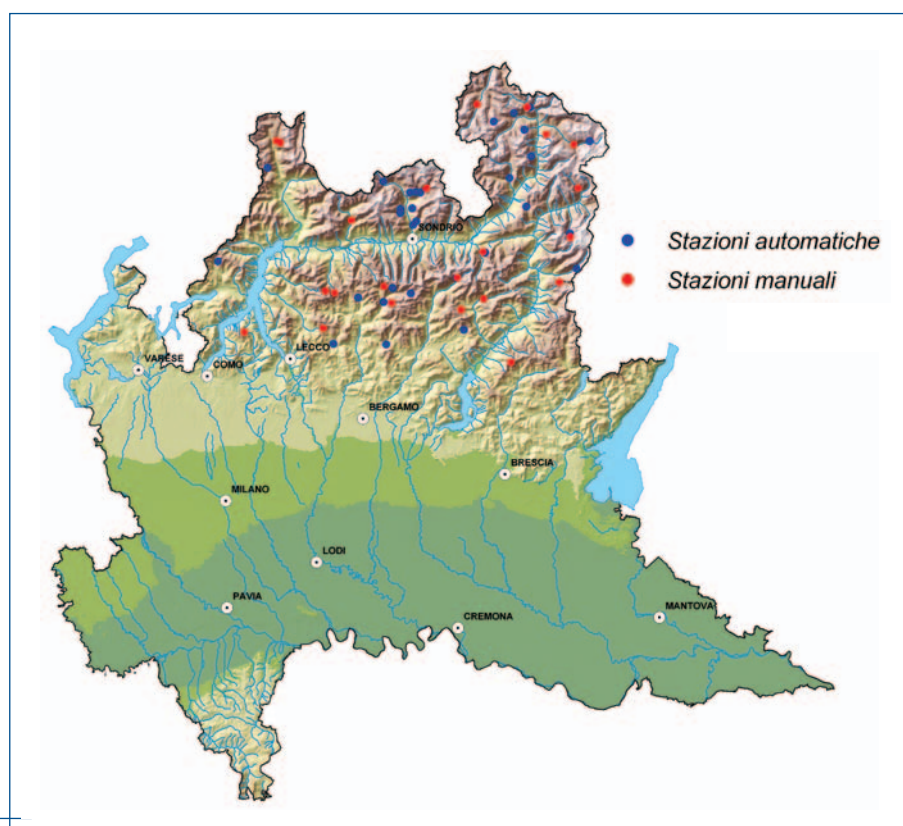 SONDRIO
Stazioni automatiche
Stazioni manuali
LECCO
VARESE
COMO
BERGAMO
BRESCIA
MILANO
LODI
PAVIA
CREMONA
MANTOVA